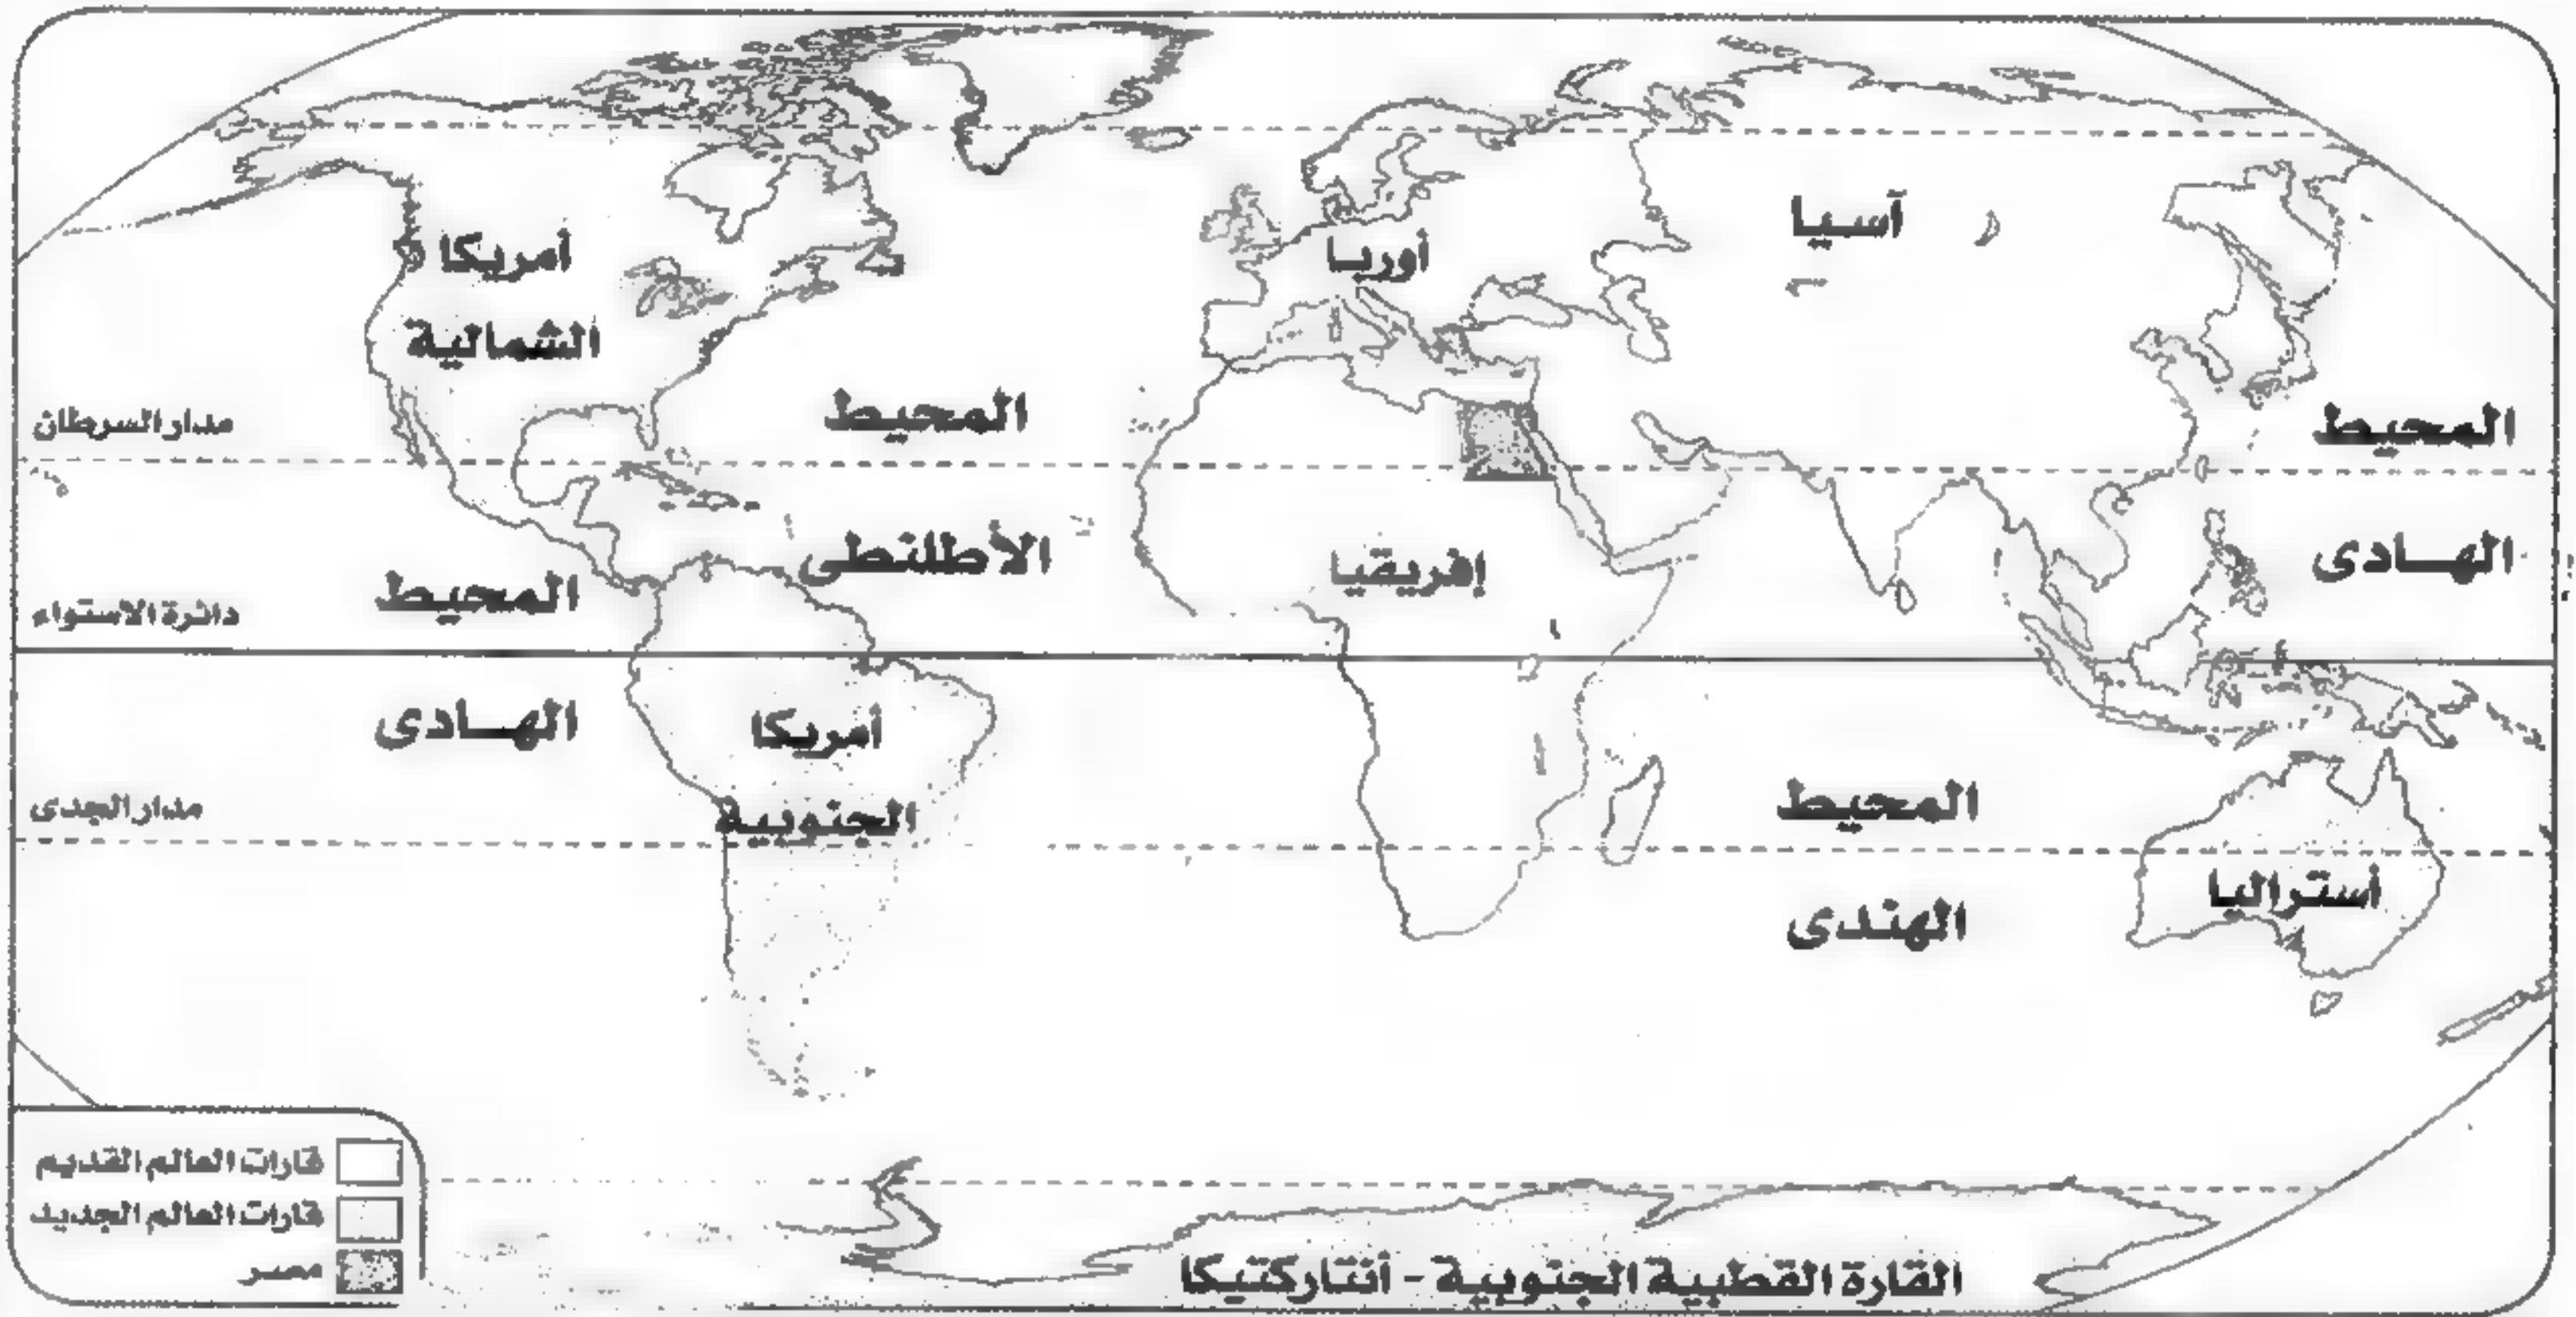 آسيا
أوربا
أمريكا
الشمالية
المحيط
الهادى
المحيط
الأطلنطى
مدار السرطان
إفريقيا
المحيط
الهادى
دائرة الاستواء
أمريكا
الجنوبية
مدار الجدى
المحيط
الهندى
أستراليا
القارة القطبية الجنوبية - أنتاركتيكا
قارات العالم القديم
قارات العالم الجديد
مصر